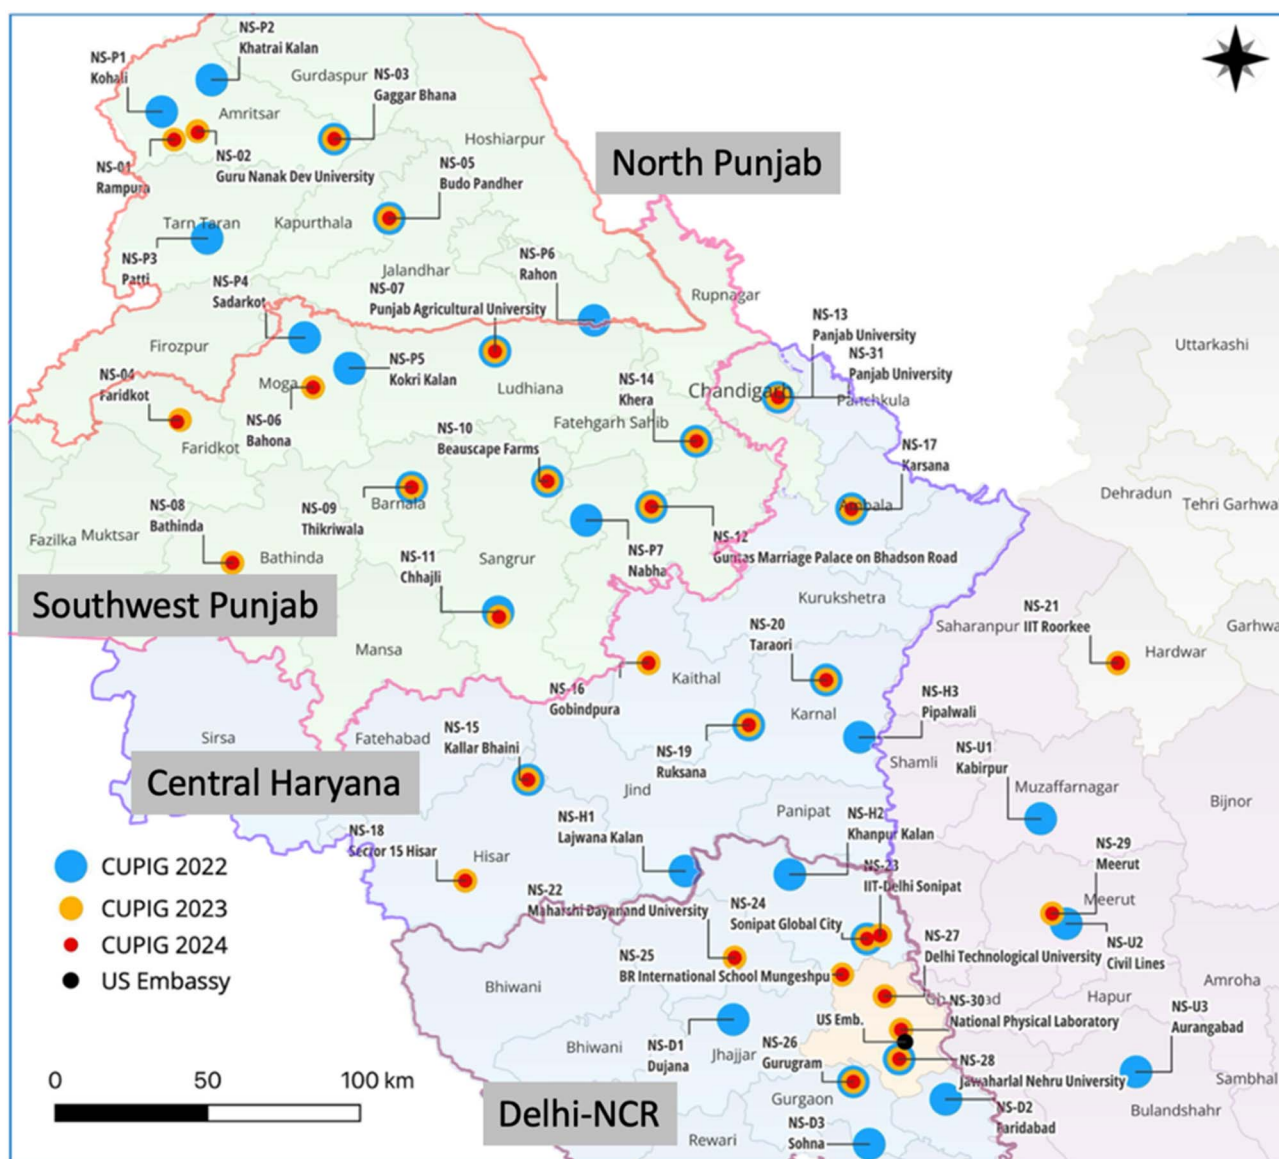 NS-P2
Khatrai Kalan
NS-P1
Kohali
Gurdaspur
NS-03
Gaggar Bhana
Amritsar
Hoshiarpur
NS-01
Rampura
NS-02
Guru Nanak Dev University
NS-05
Budo Pandher
North Punjab
Tarn Taran
Kapurthala
NS-P3
Patti
NS-P4
Sadarkot
Jalandhar
NS-07
Punjab Agricultural University
NS-P6
Rahon
Rupnagar
NS-13
Panjab University
NS-31
Panjab University
Uttarkashi
Firozpur
NS-04
Faridkot
Moga
NS-P5
Kokri Kalan
Ludhiana
NS-14
Khera
Chandigarh
Panchkula
NS-06
Bahona
Faridkot
NS-10
Beauscape Farms
Fatehgarh Sahib
NS-17
Karsana
Dehradun
Tehri Garhwa
NS-08
Bathinda
NS-09
Thikriwala
Barnala
Ambala
Fazilka
Muktsar
Bathinda
NS-11
Chhajli
Sangrur
NS-P7
Nabha
NS-12
Guntas Marriage Palace on Bhadson Road
Southwest Punjab
Kurukshetra
Saharanpur
NS-21
IIT Roorkee
Garhwa
Hardwar
Mansa
NS-20
Taraori
NS-16
Gobindpura
Kaithal
Karnal
NS-H3
Pipalwali
Sirsa
Fatehabad
NS-15
Kallar Bhaini
NS-19
Ruksana
Shamli
NS-U1
Kabirpur
Central Haryana
Jind
Muzaffarnagar
Bijnor
Panipat
NS-H1
Lajwana Kalan
NS-H2
Khanpur Kalan
NS-18
Sector 15 Hisar
Hisar
NS-29
Meerut
Meerut
CUPIG 2022
CUPIG 2023
CUPIG 2024
US Embassy
NS-22
Maharshi Dayanand University
NS-23
IIT-Delhi Sonipat
NS-24
Sonipat Global City
NS-27
Delhi Technological University
NS-U2
Civil Lines
NS-25
BR International School Mungeshpu
Amroha
Bhiwani
Hapur
NS-30
National Physical Laboratory
NS-U3
Aurangabad
US Emb.
Bhiwani
NS-D1
Dujana
Jhajjar
NS-26
Gurugram
NS-28
Jawaharlal Nehru University
Sambhal
0 50 100 km
Delhi-NCR
Gurgaon
NS-D2
Faridabad
Bulandshahr
Rewari
NS-D3
Sohna